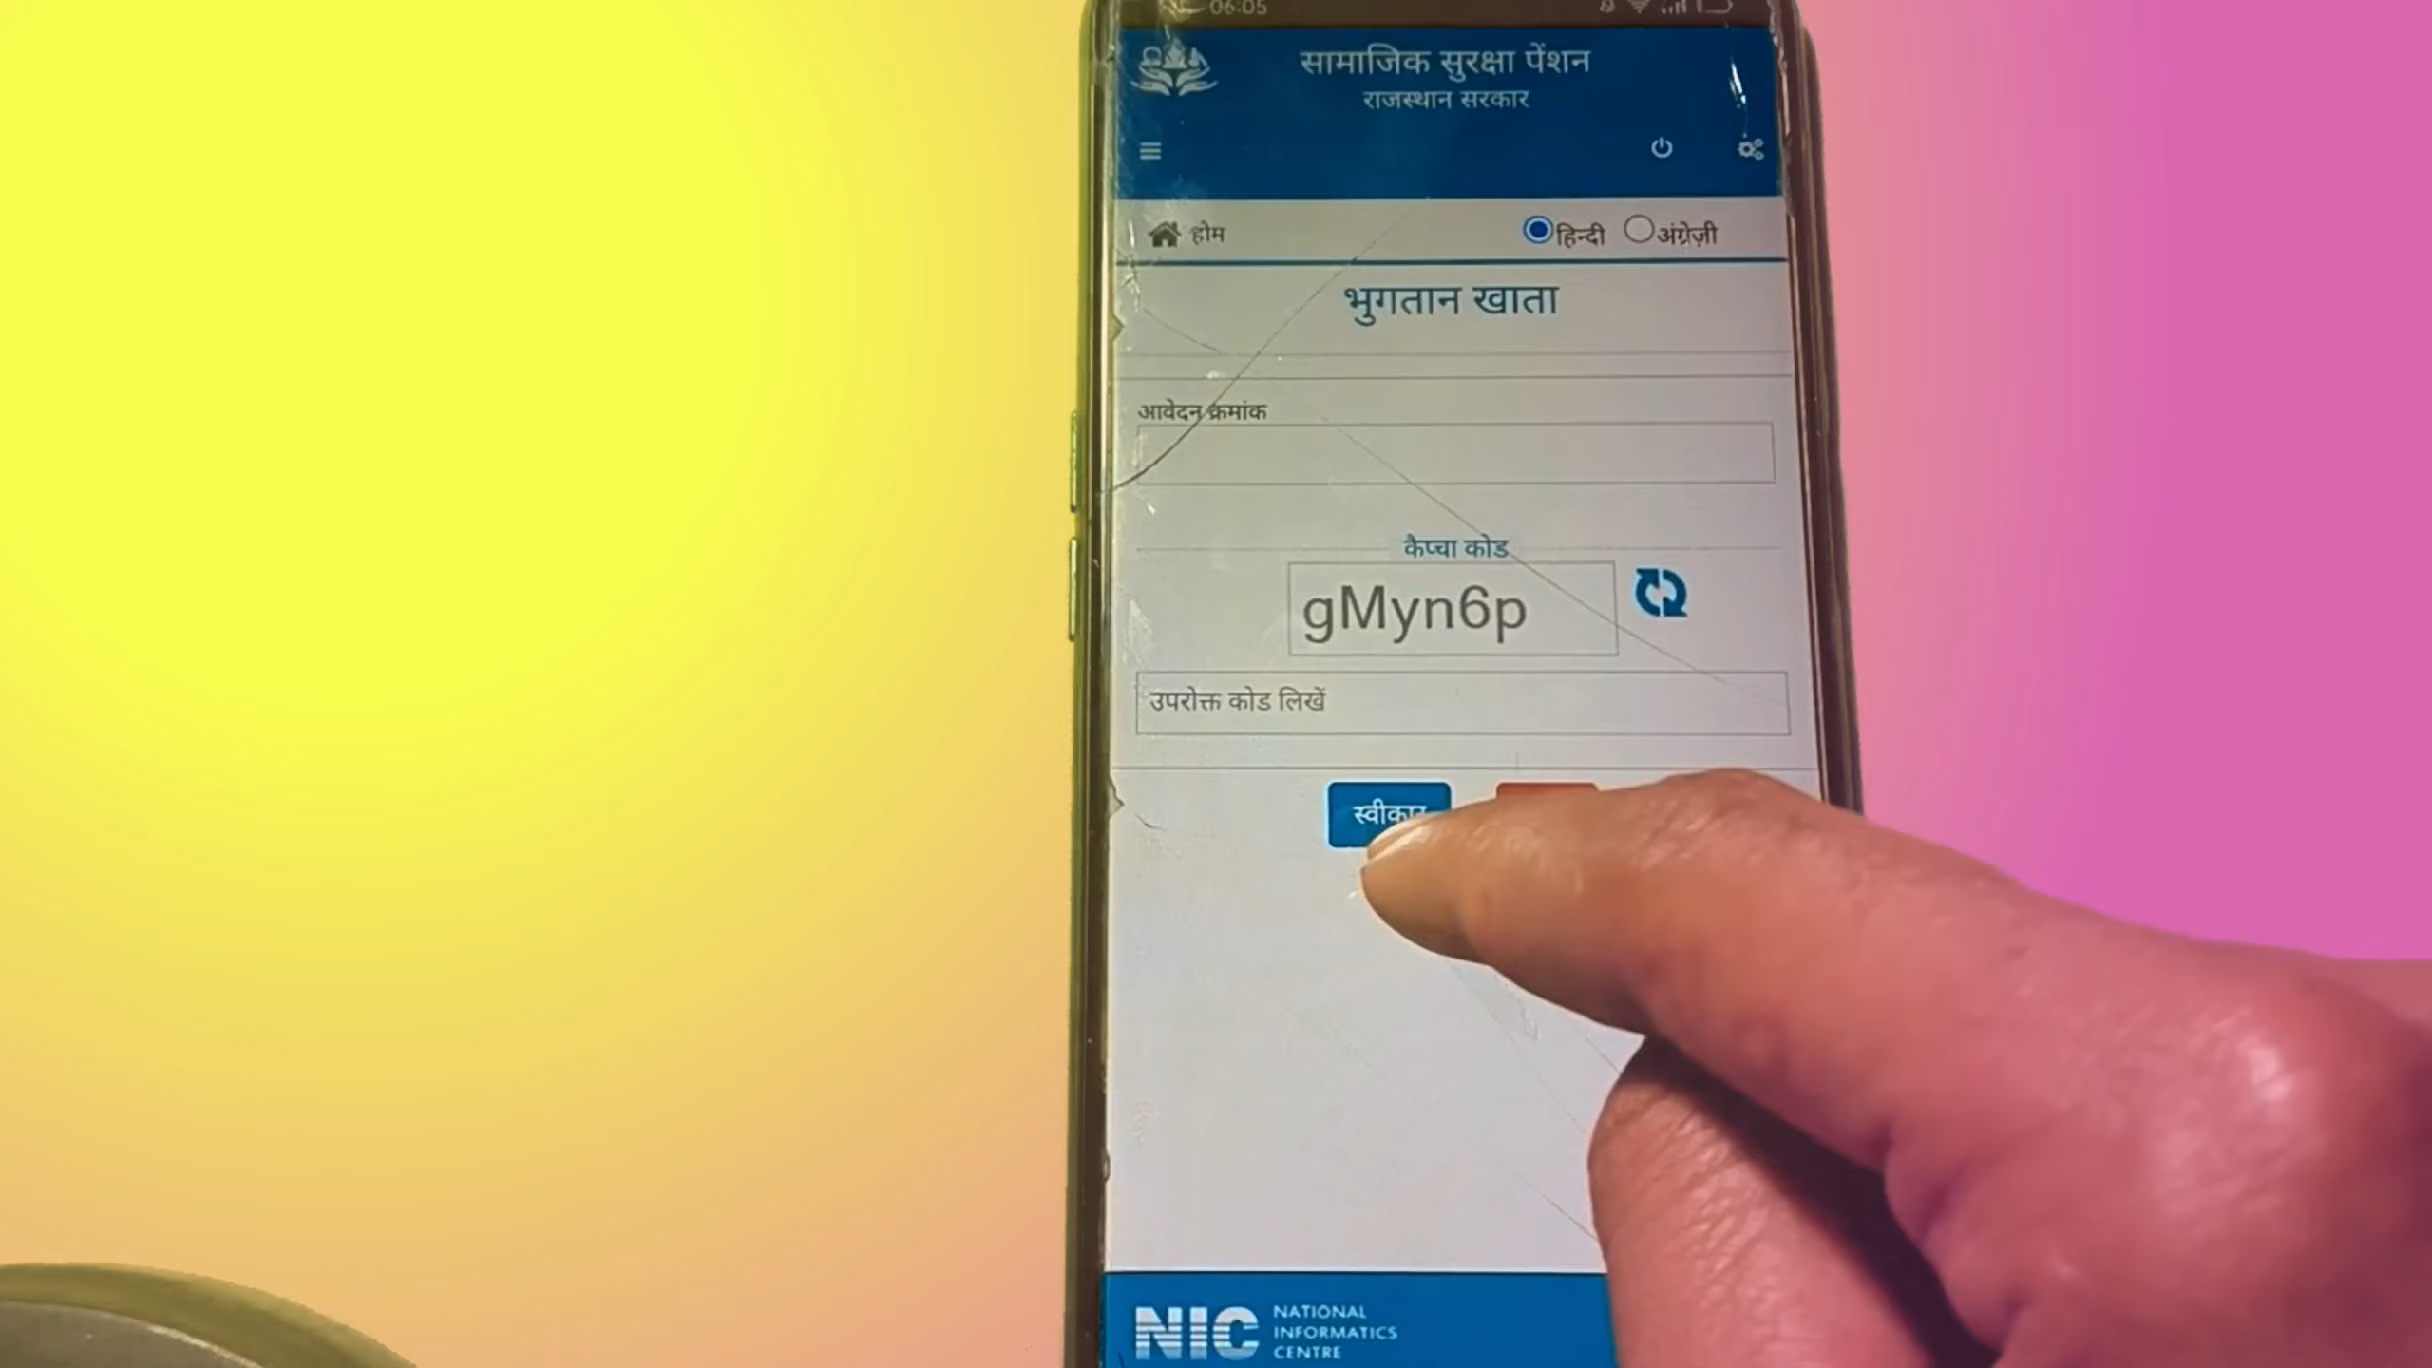 06:05
सामाजिक सुरक्षा पेंशन
राजस्थान सरकार
होम
हिन्दी अंग्रेज़ी
भुगतान खाता
आवेदन क्रमांक
कैप्चा कोड
gMyn6p
उपरोक्त कोड लिखें
NIC
NATIONAL
INFORMATICS
CENTRE